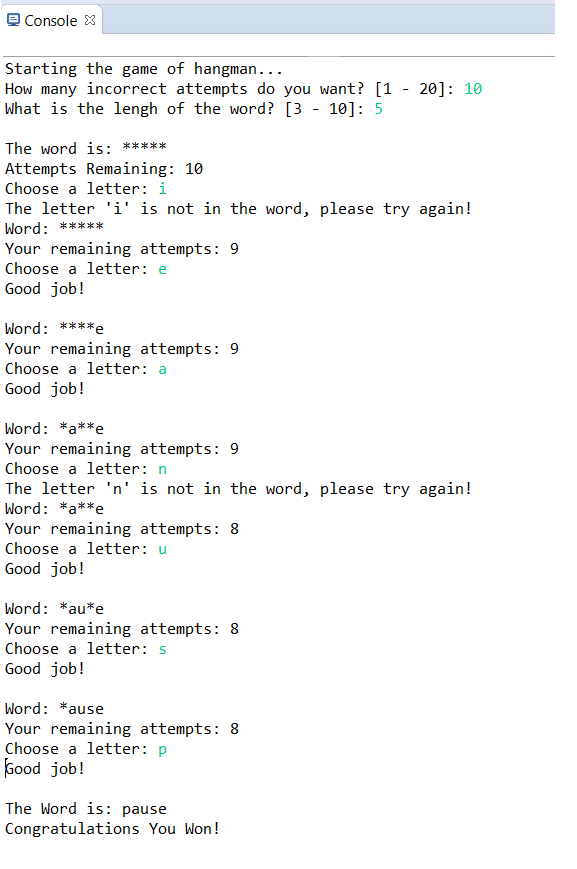 Console
Starting the game of hangman...
How many incorrect attempts do you want? [1 - 20]: 10
What is the lengh of the word? [3 - 10]: 5

The word is: *****
Attempts Remaining: 10
Choose a letter: i
The letter 'i' is not in the word, please try again!
Word: *****
Your remaining attempts: 9
Choose a letter: e
Good job!

Word: ****e
Your remaining attempts: 9
Choose a letter: a
Good job!

Word: *a**e
Your remaining attempts: 9
Choose a letter: n
The letter 'n' is not in the word, please try again!
Word: *a**e
Your remaining attempts: 8
Choose a letter: u
Good job!

Word: *au*e
Your remaining attempts: 8
Choose a letter: s
Good job!

Word: *ause
Your remaining attempts: 8
Choose a letter: p
Good job!

The Word is: pause
Congratulations You Won!